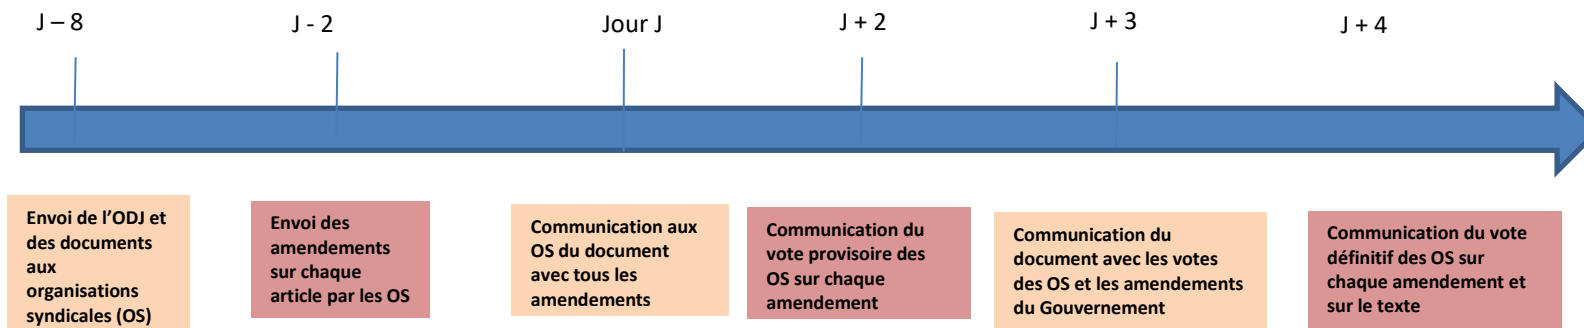 J – 8
J - 2
Jour J
J + 2
J + 3
J + 4
Envoi de l’ODJ et
des documents
aux
organisations
syndicales (OS)
Envoi des
amendements
sur chaque
article par les OS
Communication aux
OS du document
avec tous les
amendements
Communication du
vote provisoire des
OS sur chaque
amendement
Communication du
document avec les votes
des OS et les amendements
du Gouvernement
Communication du vote
définitif des OS sur
chaque amendement et
sur le texte